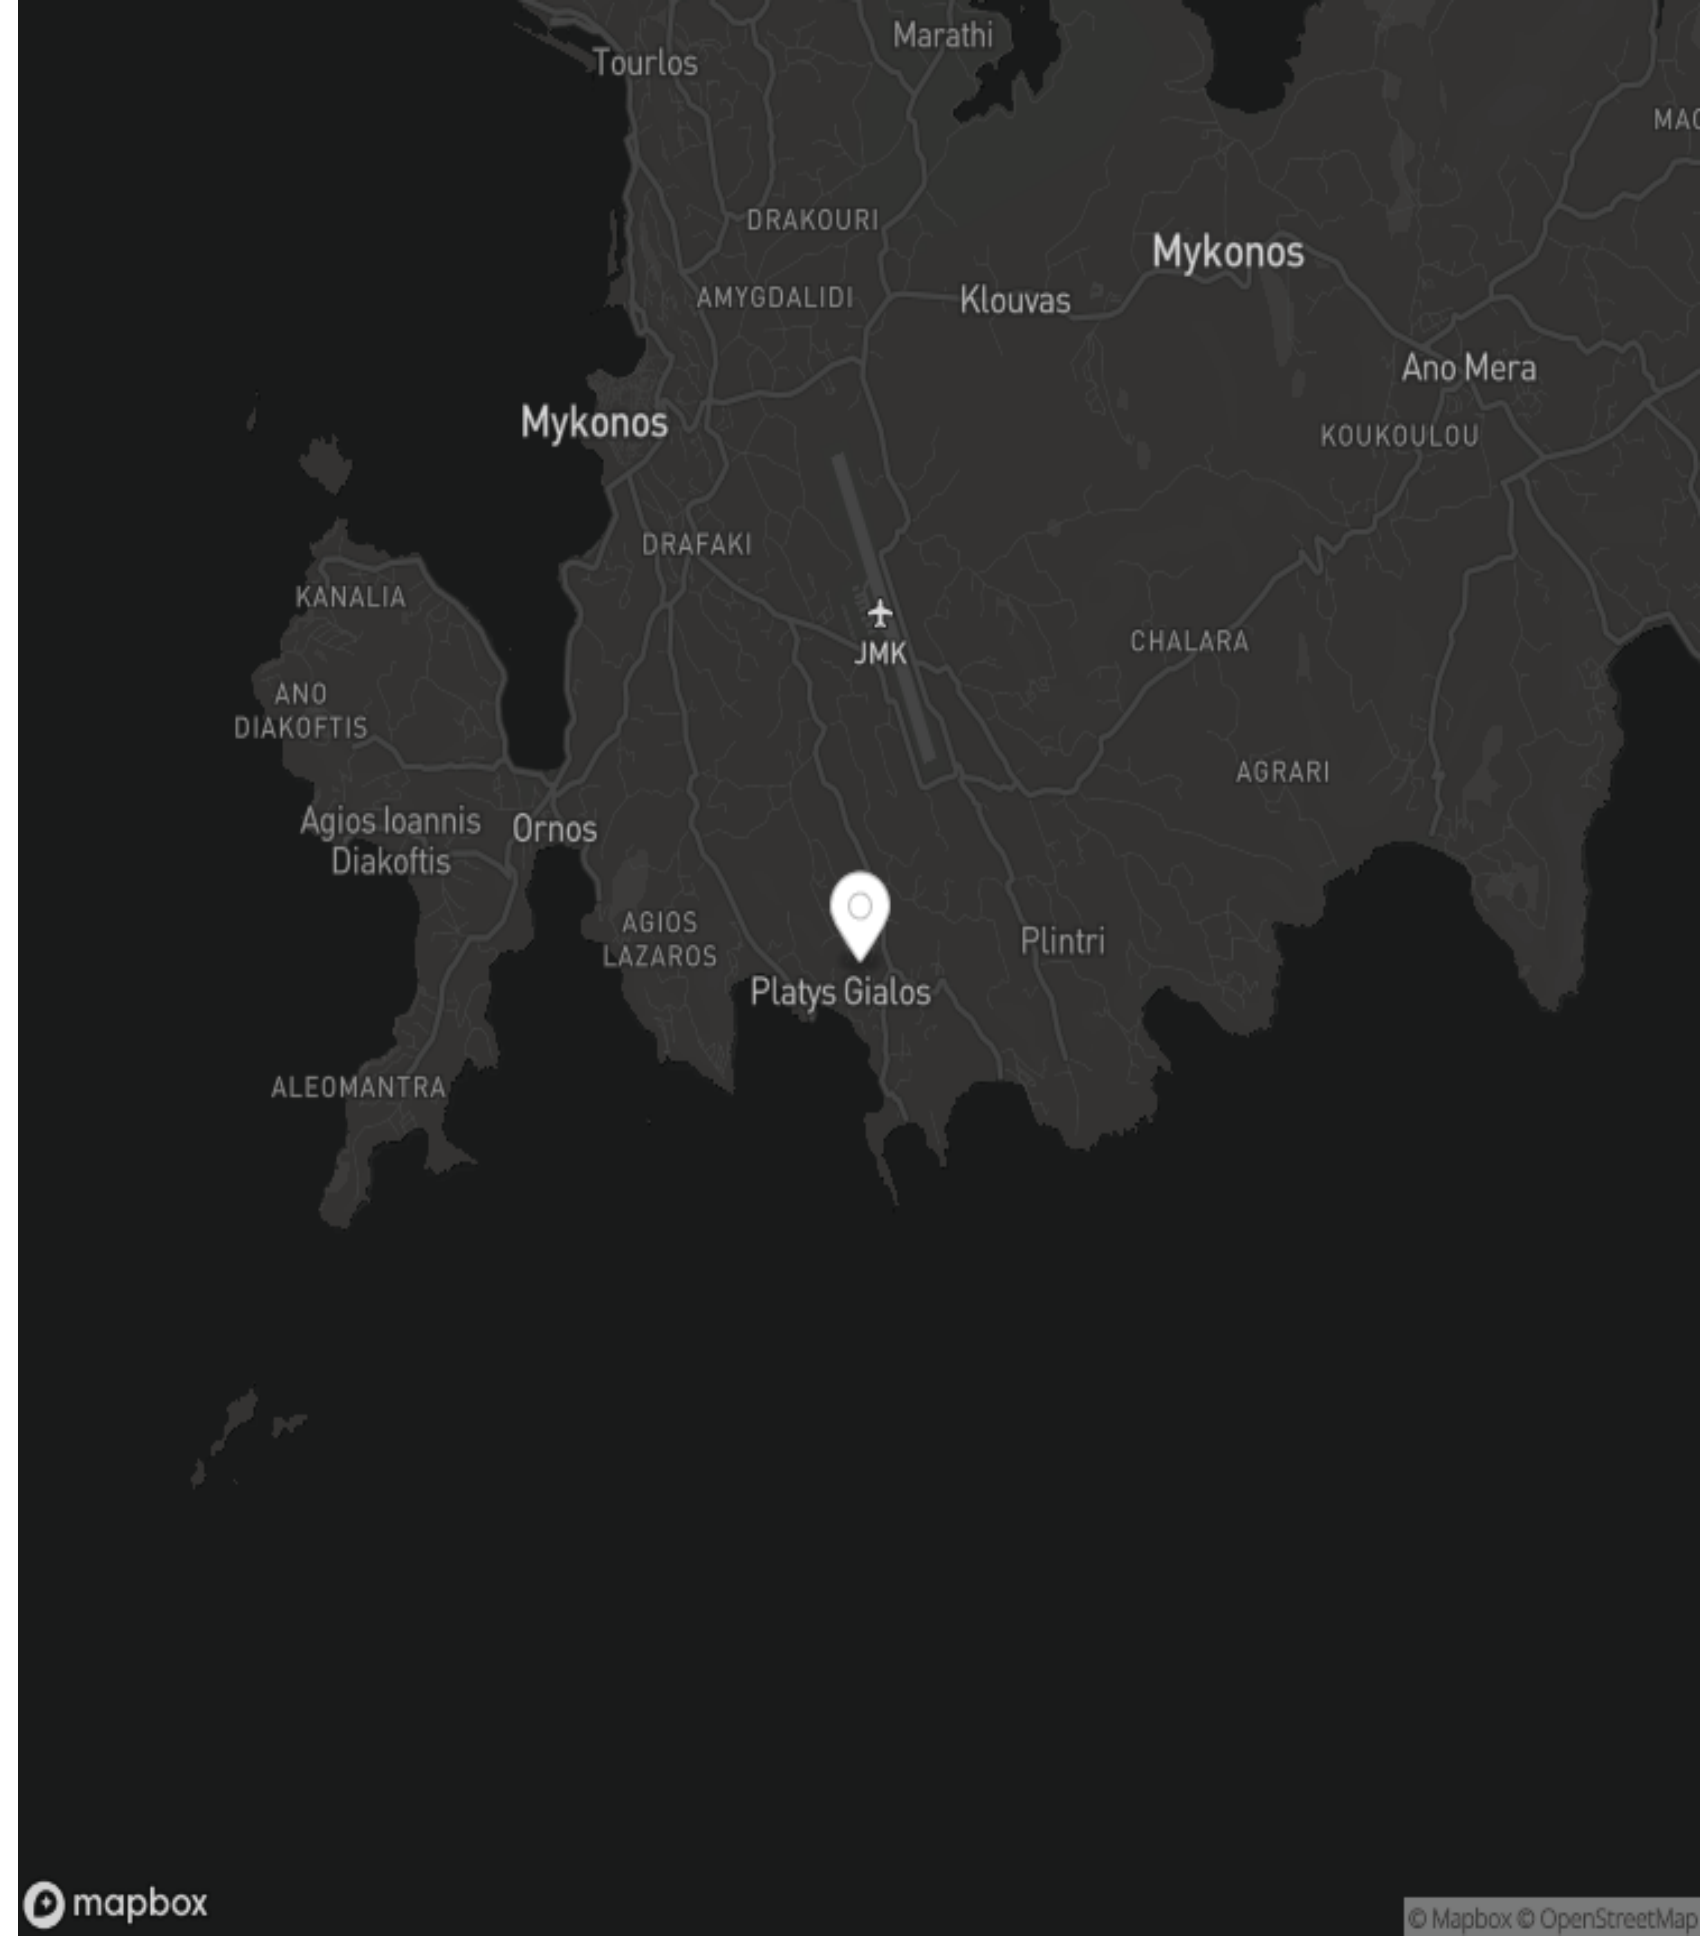 Marathi
Tourlos
DRAKOURI
Mykonos
AMYGDALIDI
Klouvas
Ano Mera
Mykonos
KOUKOULOU
DRAFAKI
KANALIA
JMK
CHALARA
ANO
DIAKOFTIS
AGRARI
Agios Ioannis
Diakoftis
Ornos
AGIOS
LAZAROS
Plintri
Platys Gialos
ALEOMANTRA
mapbox
© Mapbox © OpenStreetMap